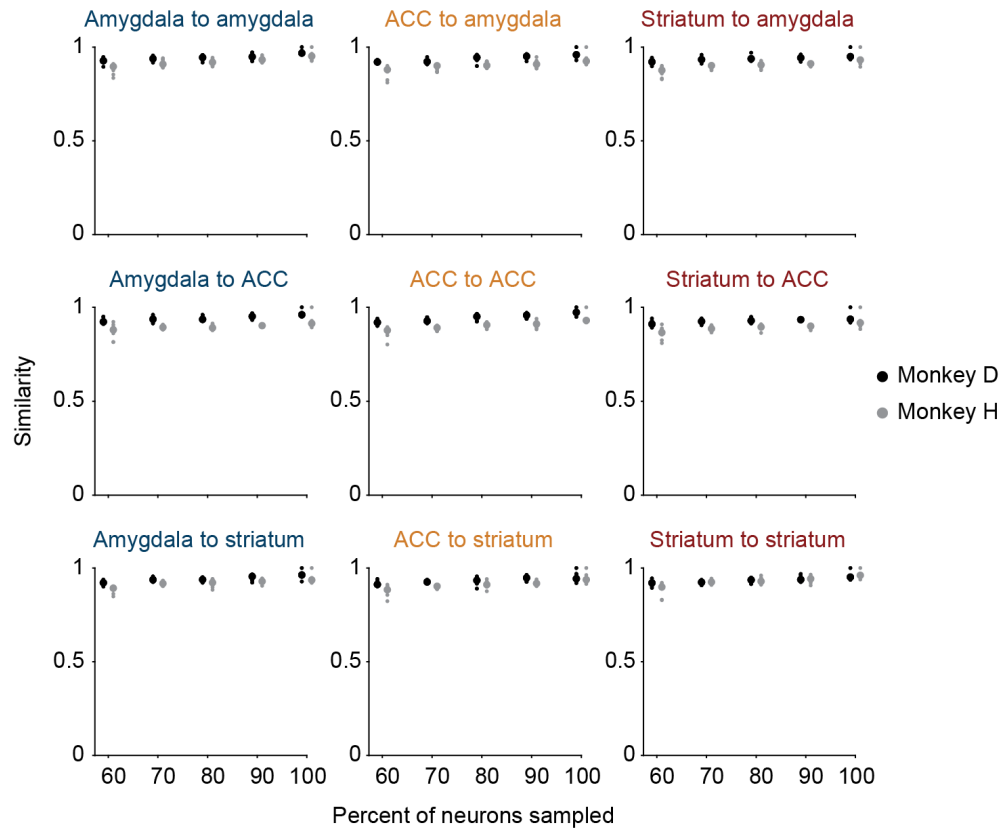 Amygdala to amygdala
ACC to amygdala
Striatum to amygdala
1
0.5
0
1
0.5
0
1
0.5
0
Amygdala to ACC
ACC to ACC
Striatum to ACC
1
0.5
0
1
0.5
0
1
0.5
0
Similarity
Monkey D
Monkey H
Amygdala to striatum
ACC to striatum
Striatum to striatum
1
0.5
0
1
0.5
0
1
0.5
0
60 70 80 90 100
60 70 80 90 100
60 70 80 90 100
Percent of neurons sampled